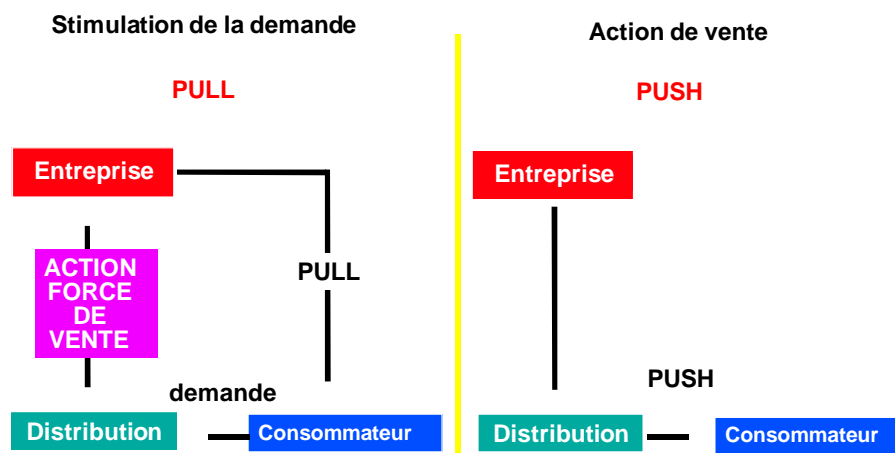 Stimulation de la demande
PULL
Entreprise
ACTION
FORCE
DE
VENTE
PULL
demande
Distribution
Consommateur
Action de vente
PUSH
Entreprise
PUSH
Distribution
Consommateur